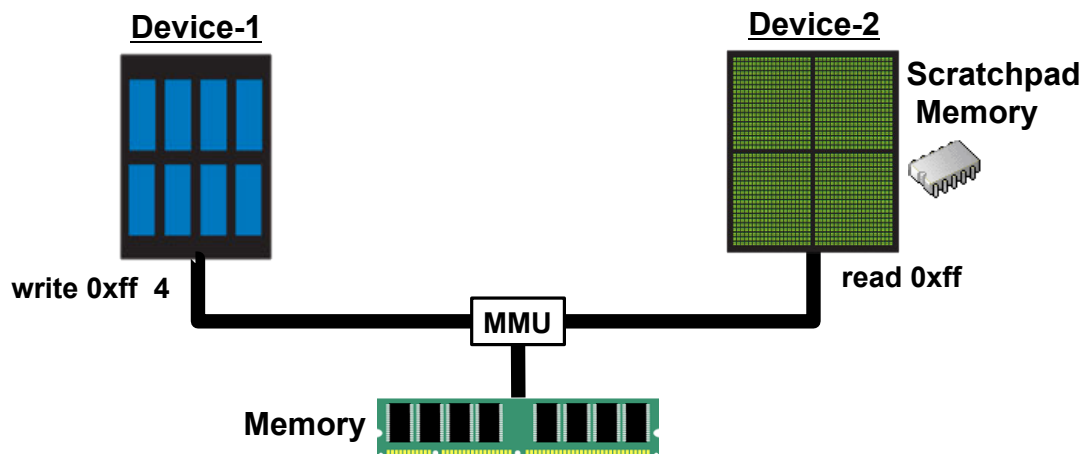 Device-1
Device-2
Scratchpad
Memory
write 0xff 4
read 0xff
MMU
Memory